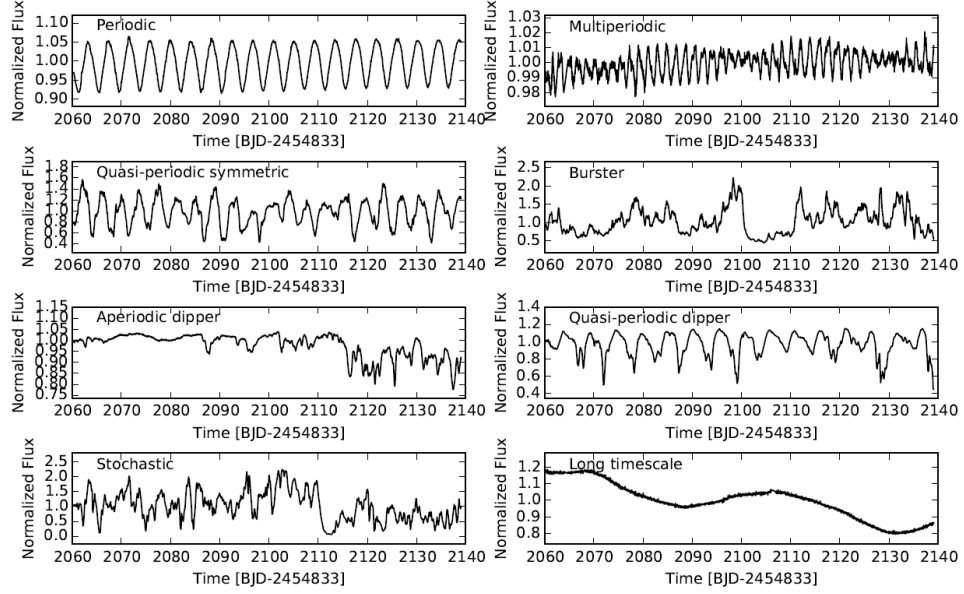 Periodic
Normalized Flux
1.10
1.05
1.00
0.95
0.90
2060 2070 2080 2090 2100 2110 2120 2130 2140
Time [BJD-2454833]
Multiperiodic
Normalized Flux
1.03
1.02
1.01
1.00
0.99
0.98
2060 2070 2080 2090 2100 2110 2120 2130 2140
Time [BJD-2454833]
Quasi-periodic symmetric
Normalized Flux
1.8
1.6
1.4
1.2
1.0
0.8
0.6
0.4
2060 2070 2080 2090 2100 2110 2120 2130 2140
Time [BJD-2454833]
Burster
Normalized Flux
2.5
2.0
1.5
1.0
0.5
2060 2070 2080 2090 2100 2110 2120 2130 2140
Time [BJD-2454833]
Aperiodic dipper
Normalized Flux
1.15
1.10
1.05
1.00
0.95
0.90
0.85
0.80
0.75
2060 2070 2080 2090 2100 2110 2120 2130 2140
Time [BJD-2454833]
Quasi-periodic dipper
Normalized Flux
1.4
1.2
1.0
0.8
0.6
0.4
2060 2070 2080 2090 2100 2110 2120 2130 2140
Time [BJD-2454833]
Stochastic
Normalized Flux
2.5
2.0
1.5
1.0
0.5
0.0
2060 2070 2080 2090 2100 2110 2120 2130 2140
Time [BJD-2454833]
Long timescale
Normalized Flux
1.2
1.1
1.0
0.9
0.8
2060 2070 2080 2090 2100 2110 2120 2130 2140
Time [BJD-2454833]